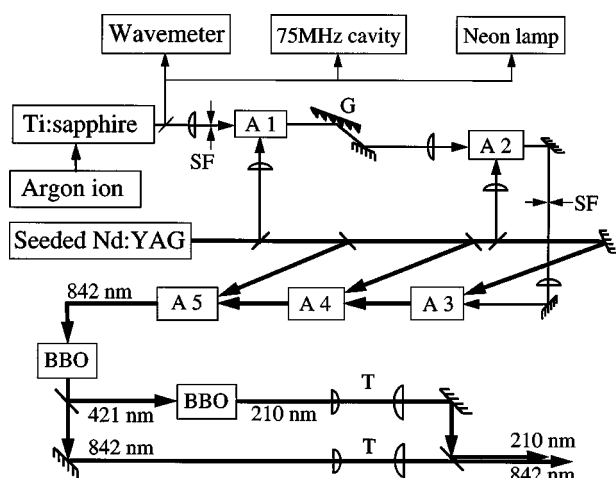 Wavemeter
75MHz cavity
Neon lamp
Ti:sapphire
SF
A 1
G
A 2
Argon ion
SF
Seeded Nd:YAG
842 nm
A 5
A 4
A 3
BBO
421 nm
BBO
210 nm
T
842 nm
T
210 nm
842 nm